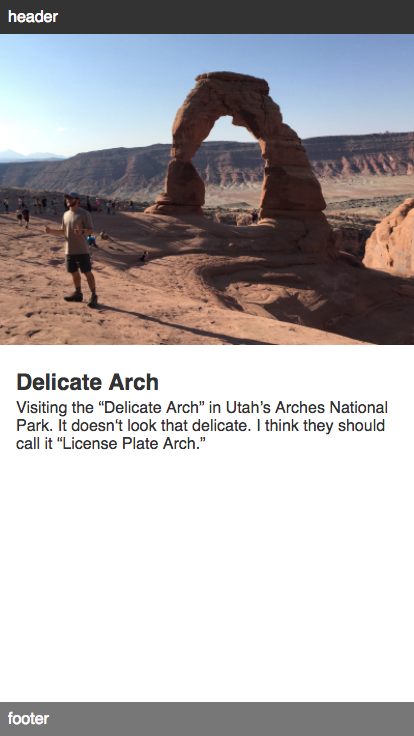 header
Delicate Arch
Visiting the “Delicate Arch” in Utah’s Arches National
Park. It doesn‘t look that delicate. I think they should
call it “License Plate Arch.”
footer